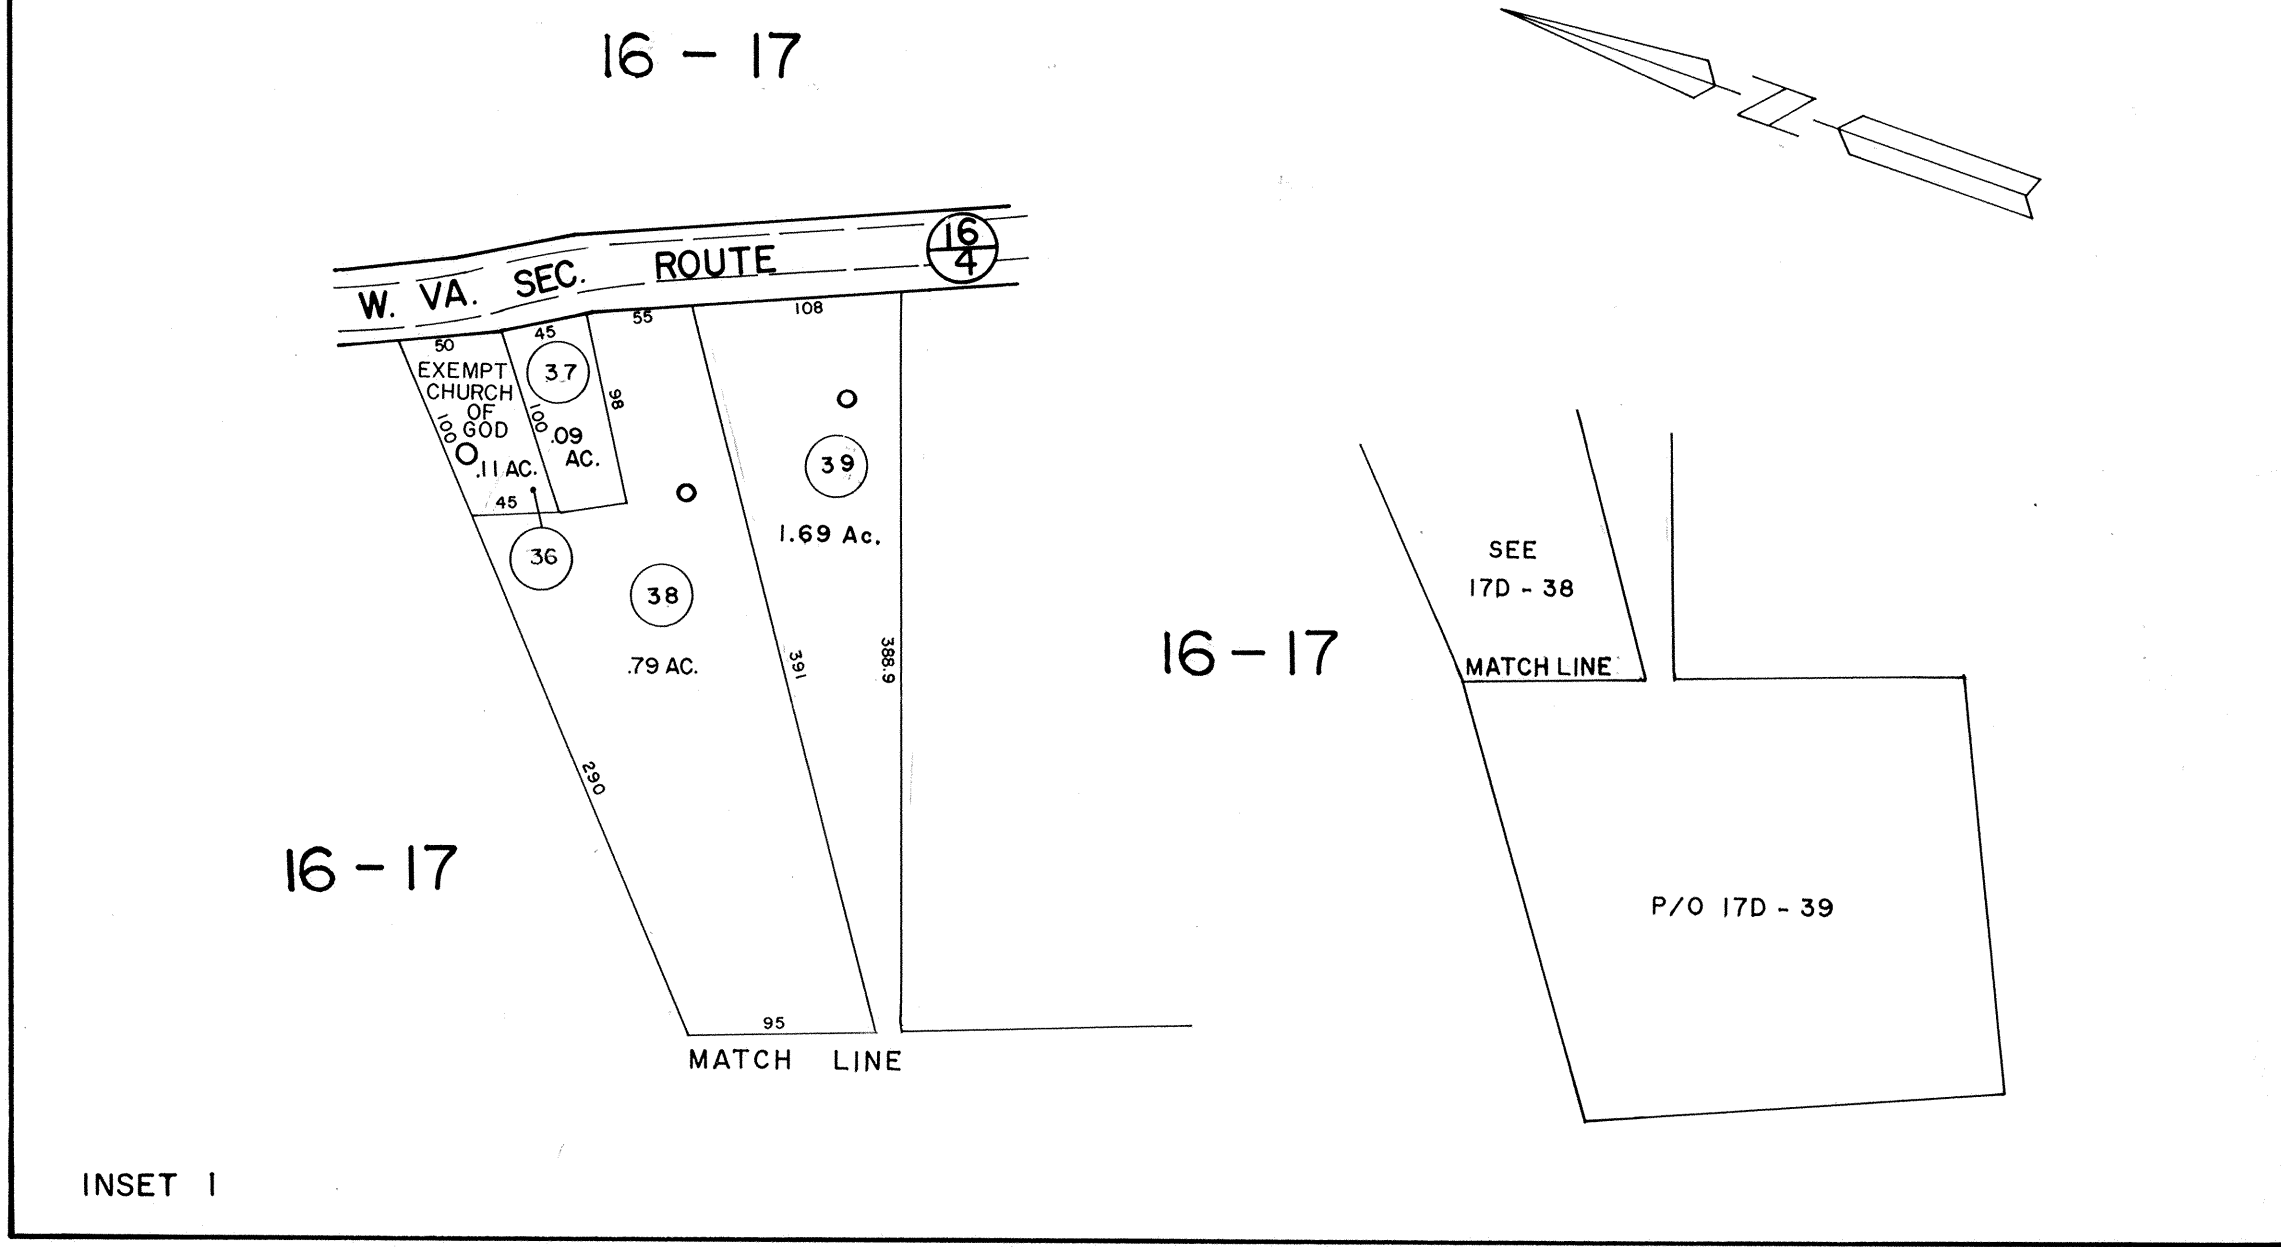 16 - 17
N
W. VA. SEC. ROUTE 16/4
50
45
55
108
EXEMPT
CHURCH
OF
GOD
100
.11 AC.
45
36
37
100
.09
AC.
98
38
.79 AC.
39
1.69 Ac.
391
388.9
290
95
MATCH LINE
16 - 17
16 - 17
SEE
17D - 38
MATCH LINE
P/O 17D - 39
INSET 1